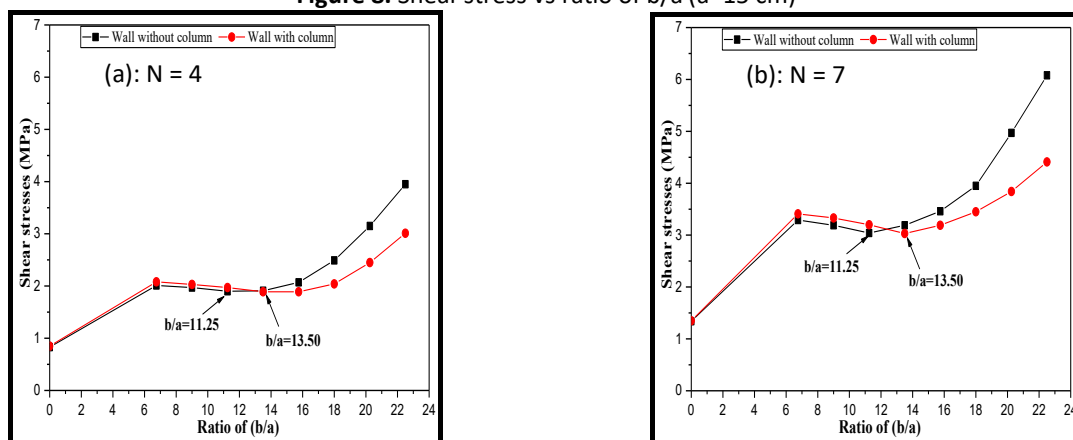 Figure 8. Shear stress vs ratio of b/a (a=15 cm)
Wall without column Wall with column
(a): N = 4
Shear stresses (MPa)
7
6
5
4
3
2
1
0
b/a=11.25
b/a=13.50
0 2 4 6 8 10 12 14 16 18 20 22 24
Ratio of (b/a)
Wall without column Wall with column
(b): N = 7
Shear stresses (MPa)
7
6
5
4
3
2
1
0
b/a=11.25
b/a=13.50
0 2 4 6 8 10 12 14 16 18 20 22 24
Ratio of (b/a)